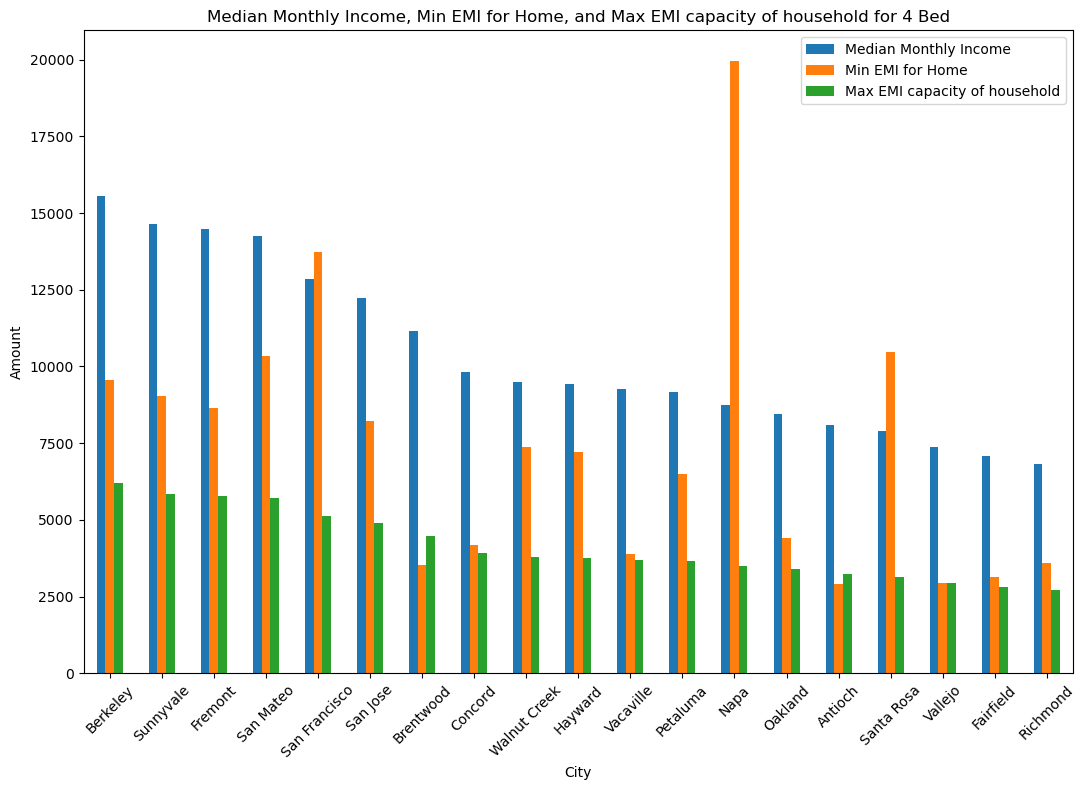 Median Monthly Income, Min EMI for Home, and Max EMI capacity of household for 4 Bed
Median Monthly Income
Min EMI for Home
Max EMI capacity of household
20000
17500
15000
12500
10000
7500
5000
2500
0
Amount
Berkeley
Sunnyvale
Fremont
San Mateo
San Francisco
San Jose
Brentwood
Concord
Walnut Creek
Hayward
Vacaville
Petaluma
Napa
Oakland
Antioch
Santa Rosa
Vallejo
Fairfield
Richmond
City